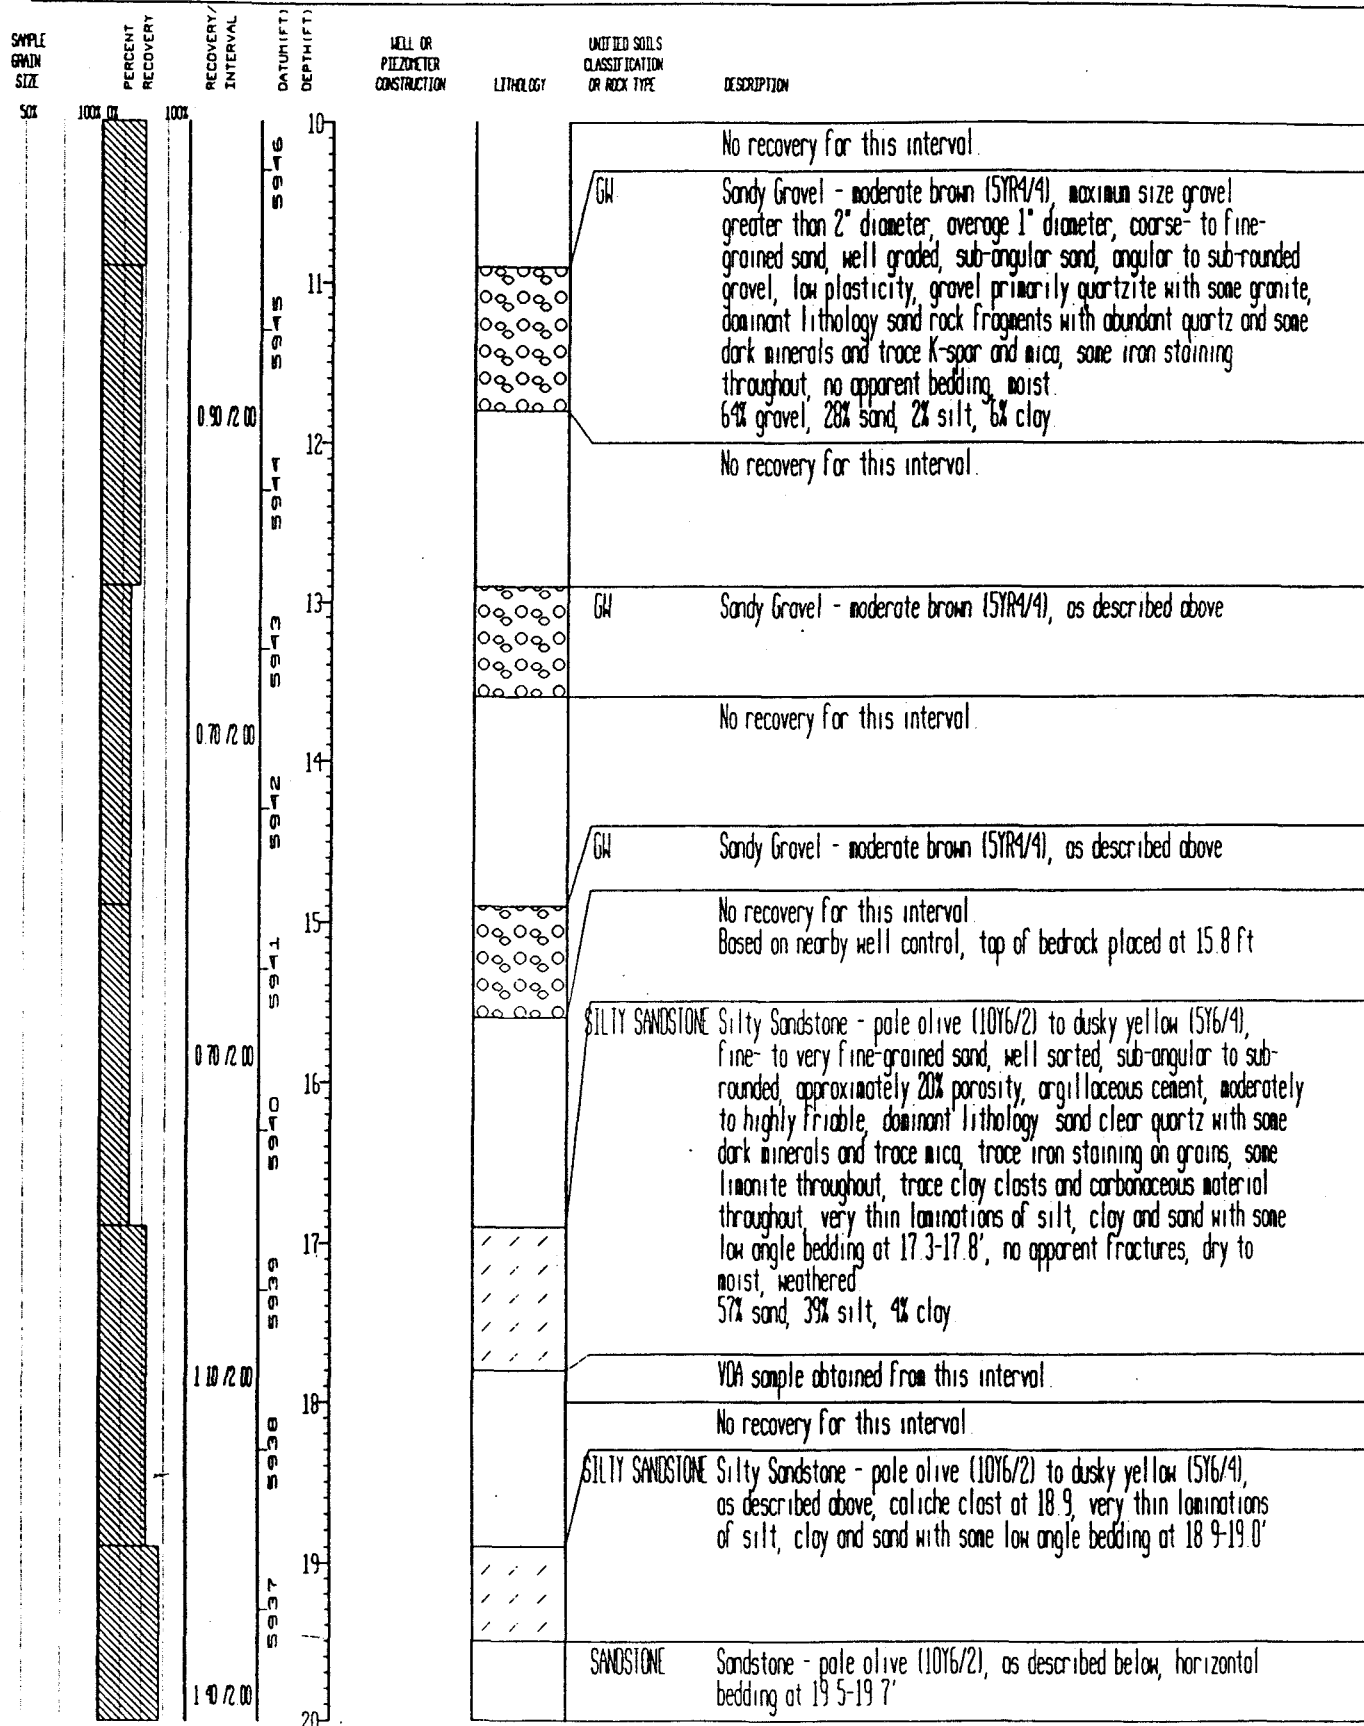 SAMPLE GRAIN SIZE
PERCENT RECOVERY
RECOVERY/ INTERVAL
DATUM(FT)
DEPTH(FT)
WELL OR PIEZOMETER CONSTRUCTION
LITHOLOGY
UNIFIED SOILS CLASSIFICATION OR ROCK TYPE
DESCRIPTION
50% 100% 0% 100%
10
No recovery for this interval.
5946
GW Sandy Gravel - moderate brown (5YR4/4), maximum size gravel
greater than 2" diameter, average 1" diameter, coarse- to fine-
grained sand, well graded, sub-angular sand, angular to sub-rounded
11
gravel, low plasticity, gravel primarily quartzite with some granite,
5945
dominant lithology sand rock fragments with abundant quartz and some
dark minerals and trace K-spar and mica, some iron staining
throughout, no apparent bedding, moist
0.90 /2 00
64% gravel, 28% sand, 2% silt, 6% clay
12
No recovery for this interval.
5944
13
GW Sandy Gravel - moderate brown (5YR4/4), as described above
5943
No recovery for this interval.
0.70 /2 00
14
5942
GW Sandy Gravel - moderate brown (5YR4/4), as described above
15
No recovery for this interval
Based on nearby well control, top of bedrock placed at 15.8 ft
5941
SILTY SANDSTONE Silty Sandstone - pale olive (10Y6/2) to dusky yellow (5Y6/4),
0 70 /2 00
fine- to very fine-grained sand, well sorted, sub-angular to sub-
16
rounded, approximately 20% porosity, argillaceous cement, moderately
to highly friable, dominant lithology sand clear quartz with some
5940
dark minerals and trace mica, trace iron staining on grains, some
limonite throughout, trace clay clasts and carbonaceous material
throughout, very thin laminations of silt, clay and sand with some
17
low angle bedding at 17.3-17.8', no apparent fractures, dry to
moist, weathered
5939
57% sand, 39% silt, 4% clay
1 10 /2 00
VOA sample obtained from this interval.
18
No recovery for this interval
5938
SILTY SANDSTONE Silty Sandstone - pale olive (10Y6/2) to dusky yellow (5Y6/4),
as described above, caliche clast at 18 9, very thin laminations
of silt, clay and sand with some low angle bedding at 18 9-19.0'
19
5937
SANDSTONE Sandstone - pale olive (10Y6/2), as described below, horizontal
1 40 /2 00
bedding at 19 5-19 7'
20